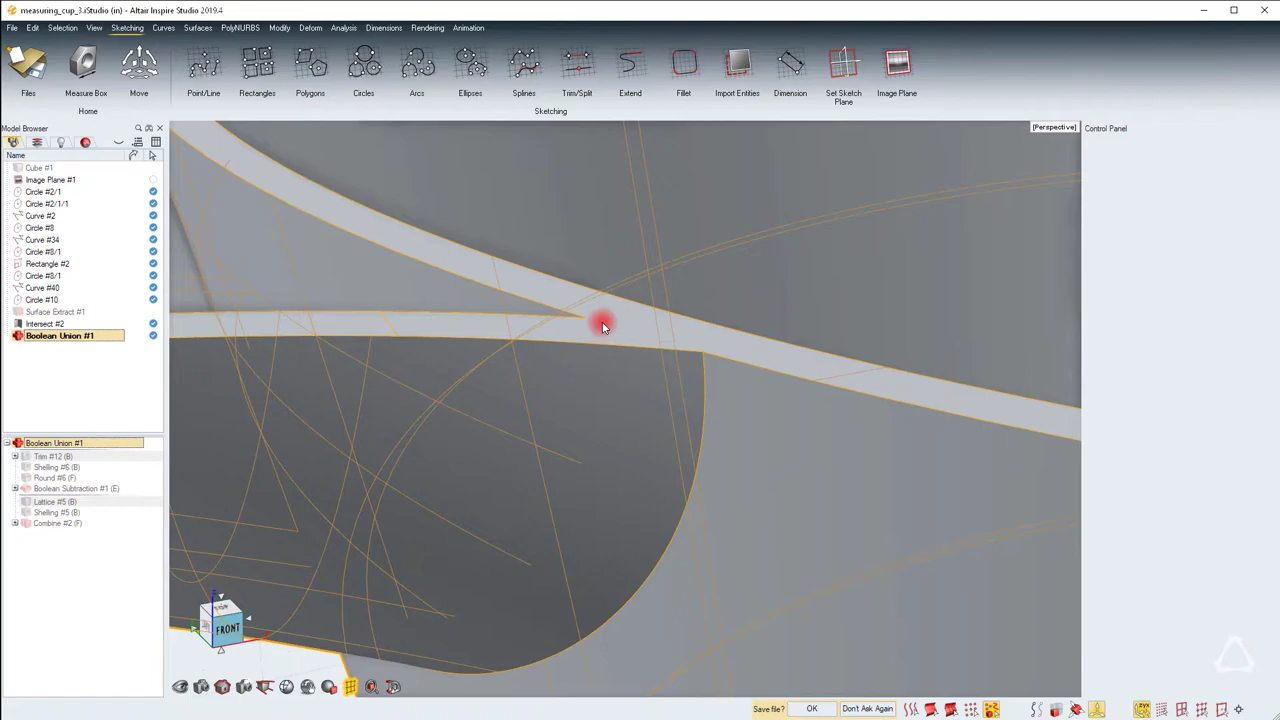 measuring_cup_3.iStudio (in) - Altair Inspire Studio 2019.4
File Edit Selection View Sketching Curves Surfaces PolyNURBS Modify Deform Analysis Dimensions Rendering Animation
Files Measure Box Move Point/Line Rectangles Polygons Circles Arcs Ellipses Splines Trim/Split Extend Fillet Import Entities Dimension Set Sketch Plane Image Plane
Home Sketching
Model Browser
[Perspective] Control Panel
Name
Cube #1
Image Plane #1
Circle #2/1
Circle #2/1/1
Curve #2
Circle #8
Curve #34
Circle #8/1
Rectangle #2
Circle #8/1
Curve #40
Circle #10
Surface Extract #1
Intersect #2
Boolean Union #1
Boolean Union #1
Trim #12 (B)
Shelling #6 (B)
Round #6 (F)
Boolean Subtraction #1 (E)
Lattice #5 (B)
Shelling #5 (B)
Combine #2 (F)
TOP
FRONT
Save file? OK Don't Ask Again